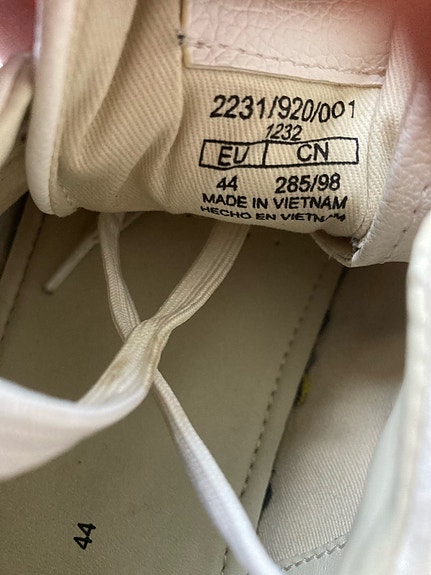 2231/920/001
1232
EU CN
44 285/98
MADE IN VIETNAM
HECHO EN VIETNAM
44